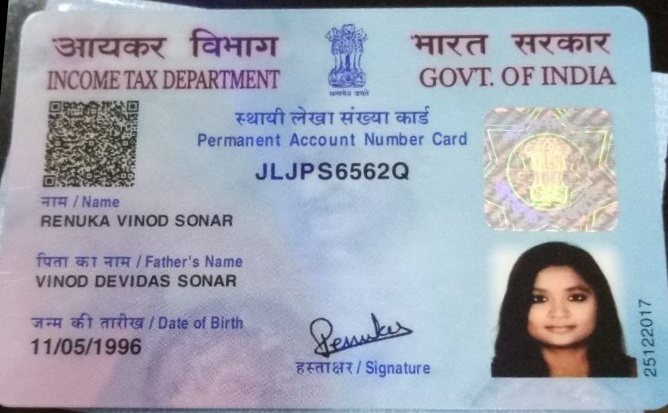 आयकर विभाग
INCOME TAX DEPARTMENT
सत्यमेव जयते
भारत सरकार
GOVT. OF INDIA
स्थायी लेखा संख्या कार्ड
Permanent Account Number Card
JLJPS6562Q
नाम / Name
RENUKA VINOD SONAR
पिता का नाम / Father's Name
VINOD DEVIDAS SONAR
जन्म की तारीख / Date of Birth
11/05/1996
Renuka
हस्ताक्षर / Signature
25122017